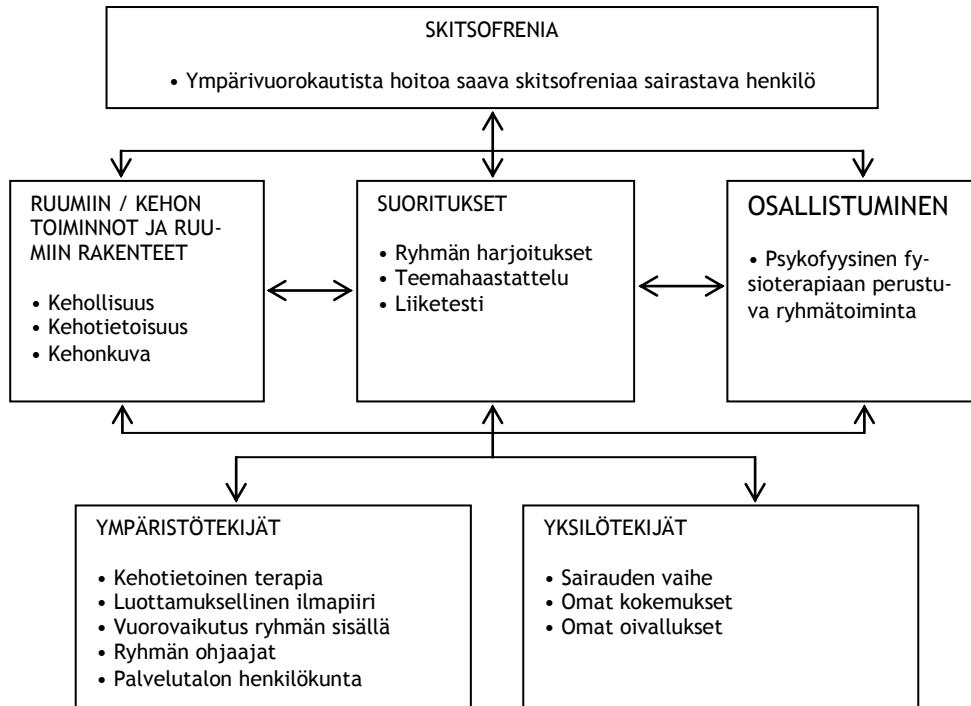 SKITSOFRENIA
• Ympärivuorokautista hoitoa saava skitsofreniaa sairastava henkilö
RUUMIIN / KEHON
TOIMINNOT JA RUU-
MIIN RAKENTEET
• Kehollisuus
• Kehotietoisuus
• Kehonkuva
SUORITUKSET
• Ryhmän harjoitukset
• Teemahaastattelu
• Liiketesti
OSALLISTUMINEN
• Psykofyysinen fy-
sioterapiaan perustu-
va ryhmätoiminta
YMPÄRISTÖTEKIJÄT
• Kehotietoinen terapia
• Luottamuksellinen ilmapiiri
• Vuorovaikutus ryhmän sisällä
• Ryhmän ohjaajat
• Palvelutalon henkilökunta
YKSILÖTEKIJÄT
• Sairauden vaihe
• Omat kokemukset
• Omat oivallukset